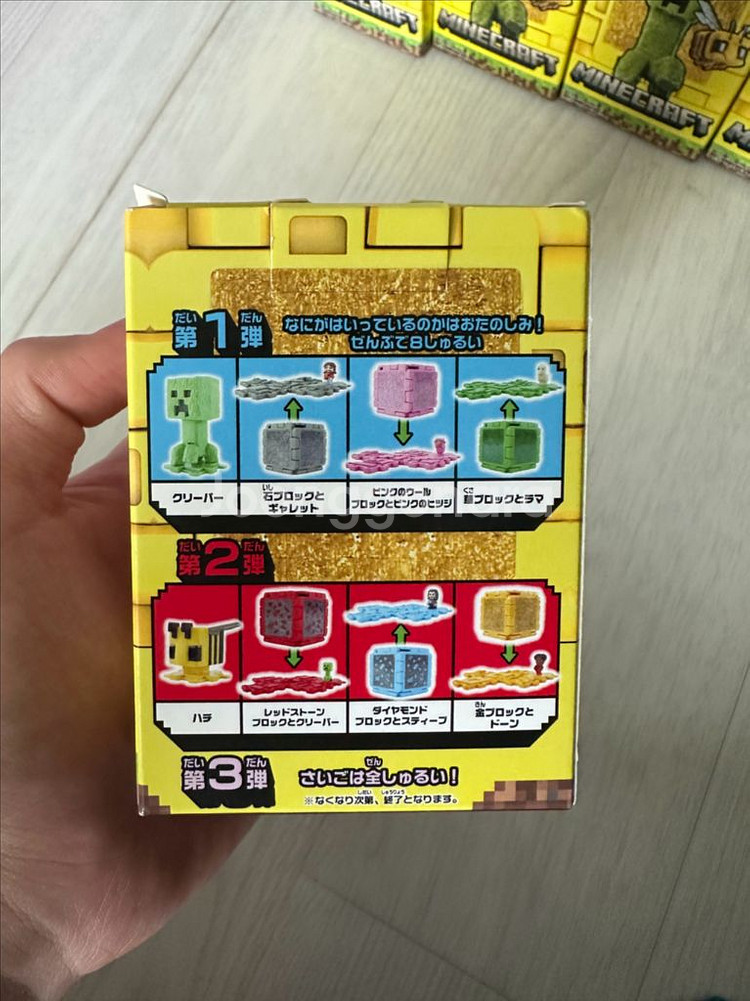 MINECRAFT
MINECRAFT
MINECRAFT
だい だん
第1弾
なにがはいっているのかはおたのしみ！
ぜんぶで8しゅるい
クリーパー
いし
石ブロックと
ギャレット
ピンクのウール
ブロックとピンクのヒツジ
くさ
ブロックとラマ
だい だん
第2弾
ハチ
レッドストーン
ブロックとクリーパー
ダイヤモンド
ブロックとスティーブ
きん
金ブロックと
ドーン
だい だん
第3弾
ぜん
さいごは全しゅるい！
しだい しゅうりょう
※なくなり次第、終了となります。